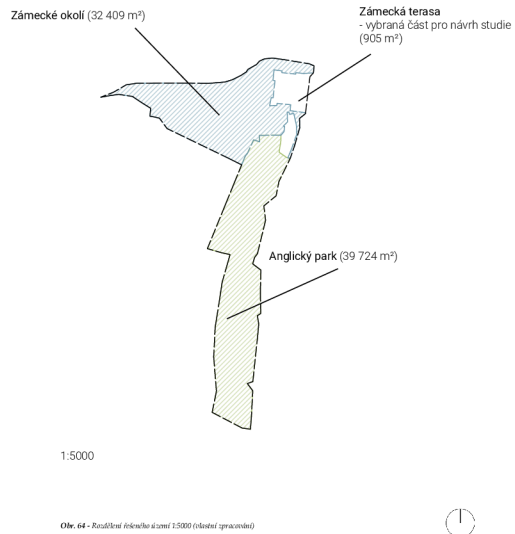 Zámecké okolí (32 409 m²)
Zámecká terasa
- vybraná část pro návrh studie
(905 m²)
Anglický park (39 724 m²)
1:5000
Obr. 64 - Rozdělení řešeného území 1:5000 (vlastní zpracování)